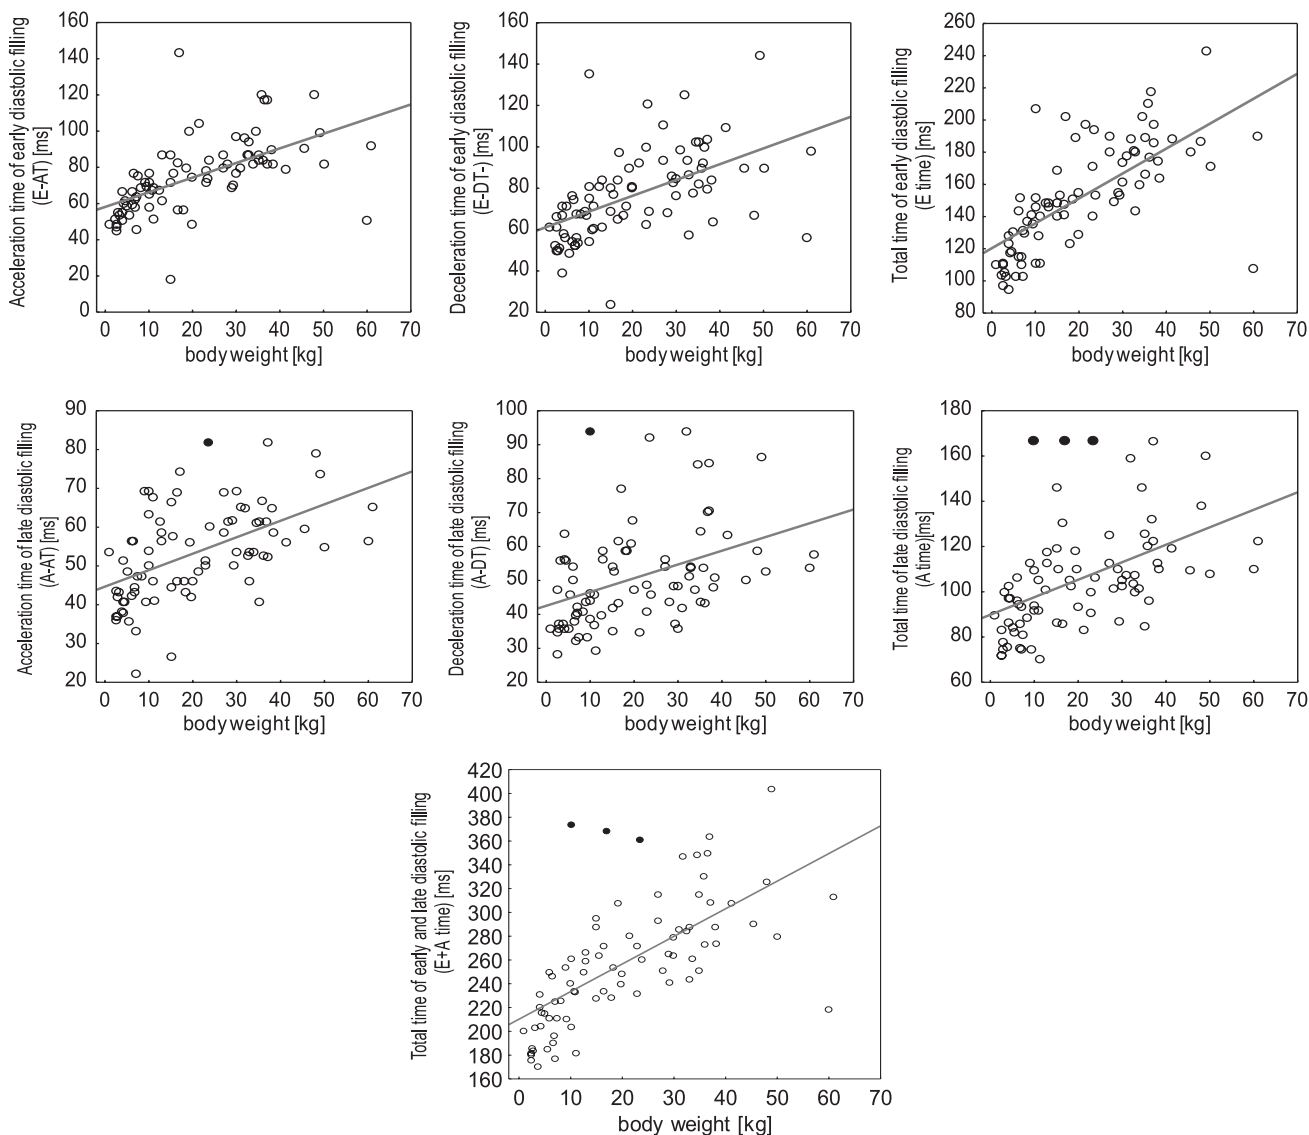 Acceleration time of early diastolic filling
(E-AT) [ms]
160
140
120
100
80
60
40
20
0
0 10 20 30 40 50 60 70
body weight [kg]
Deceleration time of early diastolic filling
(E-DT-) [ms]
160
140
120
100
80
60
40
20
0 10 20 30 40 50 60 70
body weight [kg]
Total time of early diastolic filling
(E time) [ms]
260
240
220
200
180
160
140
120
100
80
0 10 20 30 40 50 60 70
body weight [kg]
Acceleration time of late diastolic filling
(A-AT) [ms]
90
80
70
60
50
40
30
20
0 10 20 30 40 50 60 70
body weight [kg]
Deceleration time of late diastolic filling
(A-DT) [ms]
100
90
80
70
60
50
40
30
20
0 10 20 30 40 50 60 70
body weight [kg]
Total time of late diastolic filling
(A time)[ms]
180
160
140
120
100
80
60
0 10 20 30 40 50 60 70
body weight [kg]
Total time of early and late diastolic filling
(E+A time) [ms]
420
400
380
360
340
320
300
280
260
240
220
200
180
160
0 10 20 30 40 50 60 70
body weight [kg]